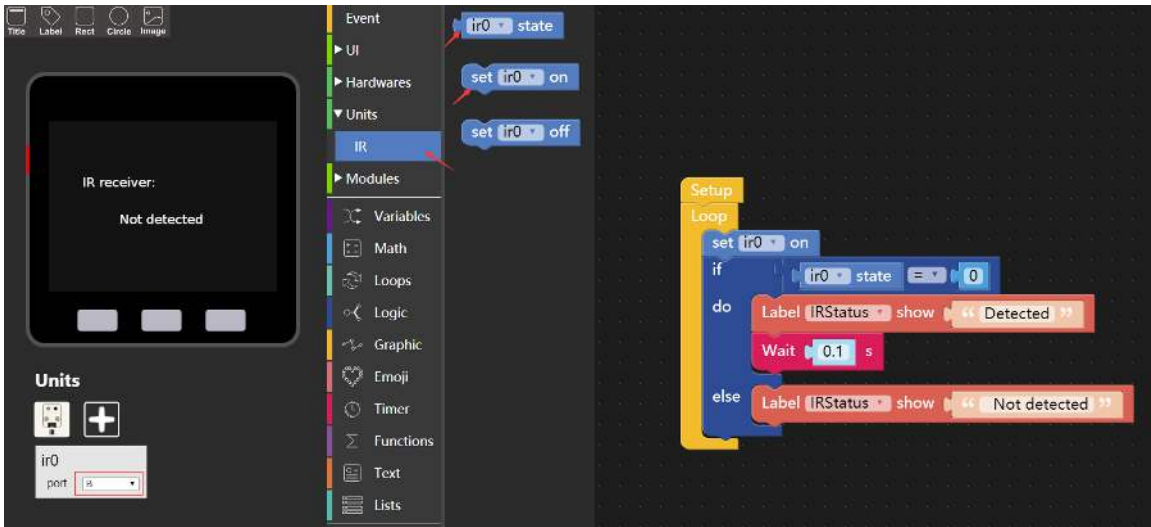 Title Label Rect Circle Image
IR receiver:
Not detected
Units
ir0
port B
Event
UI
Hardwares
Units
IR
Modules
Variables
Math
Loops
Logic
Graphic
Emoji
Timer
Functions
Text
Lists
ir0 state
set ir0 on
set ir0 off
Setup
Loop
set ir0 on
if ir0 state = 0
do Label IRStatus show “ Detected ”
Wait 0.1 s
else Label IRStatus show “ Not detected ”